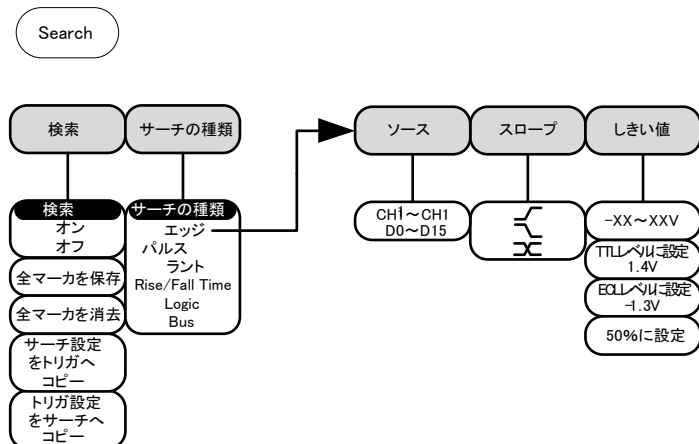 Search
検索
サーチの種類
ソース
スロープ
しきい値
検索
オン
オフ
全マーカを保存
全マーカを消去
サーチ設定
をトリガへ
コピー
トリガ設定
をサーチへ
コピー
サーチの種類
エッジ
パルス
ラント
Rise/Fall Time
Logic
Bus
CH1～CH1
D0～D15
-XX～XXV
TTLレベルに設定
1.4V
ECLレベルに設定
-1.3V
50%に設定